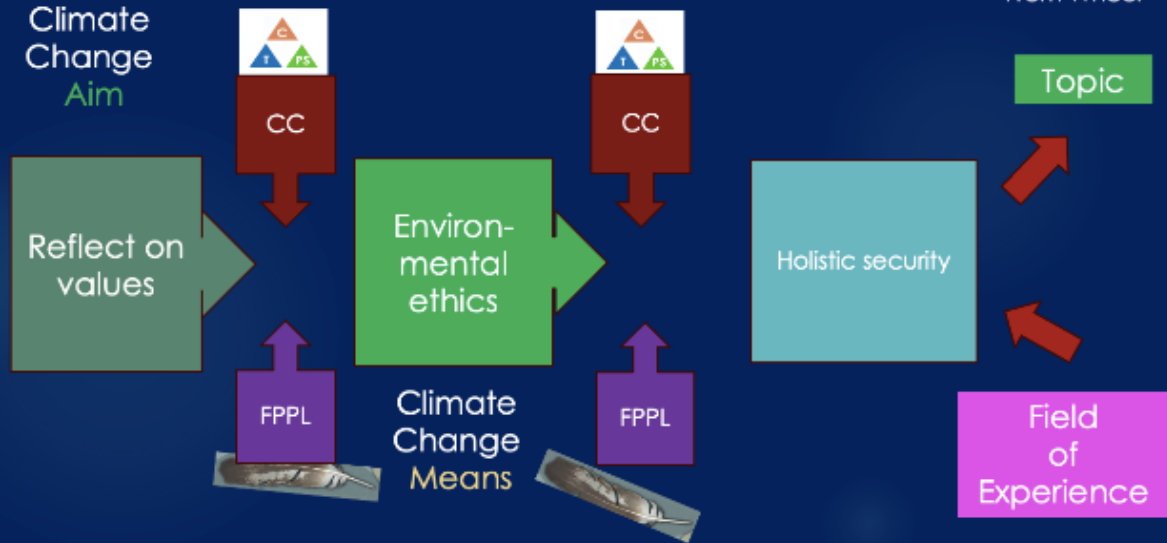 Climate
Change
Aim
C
T
PS
CC
C
T
PS
CC
Topic
Reflect on
values
Environ-
mental
ethics
Holistic security
FPPL
Climate
Change
Means
FPPL
Field
of
Experience